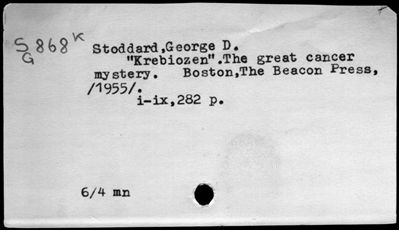 S868K
G
Stoddard,George D.
"Krebiozen".The great cancer
mystery. Boston,The Beacon Press,
/1955/.
i-ix,282 p.
6/4 mn